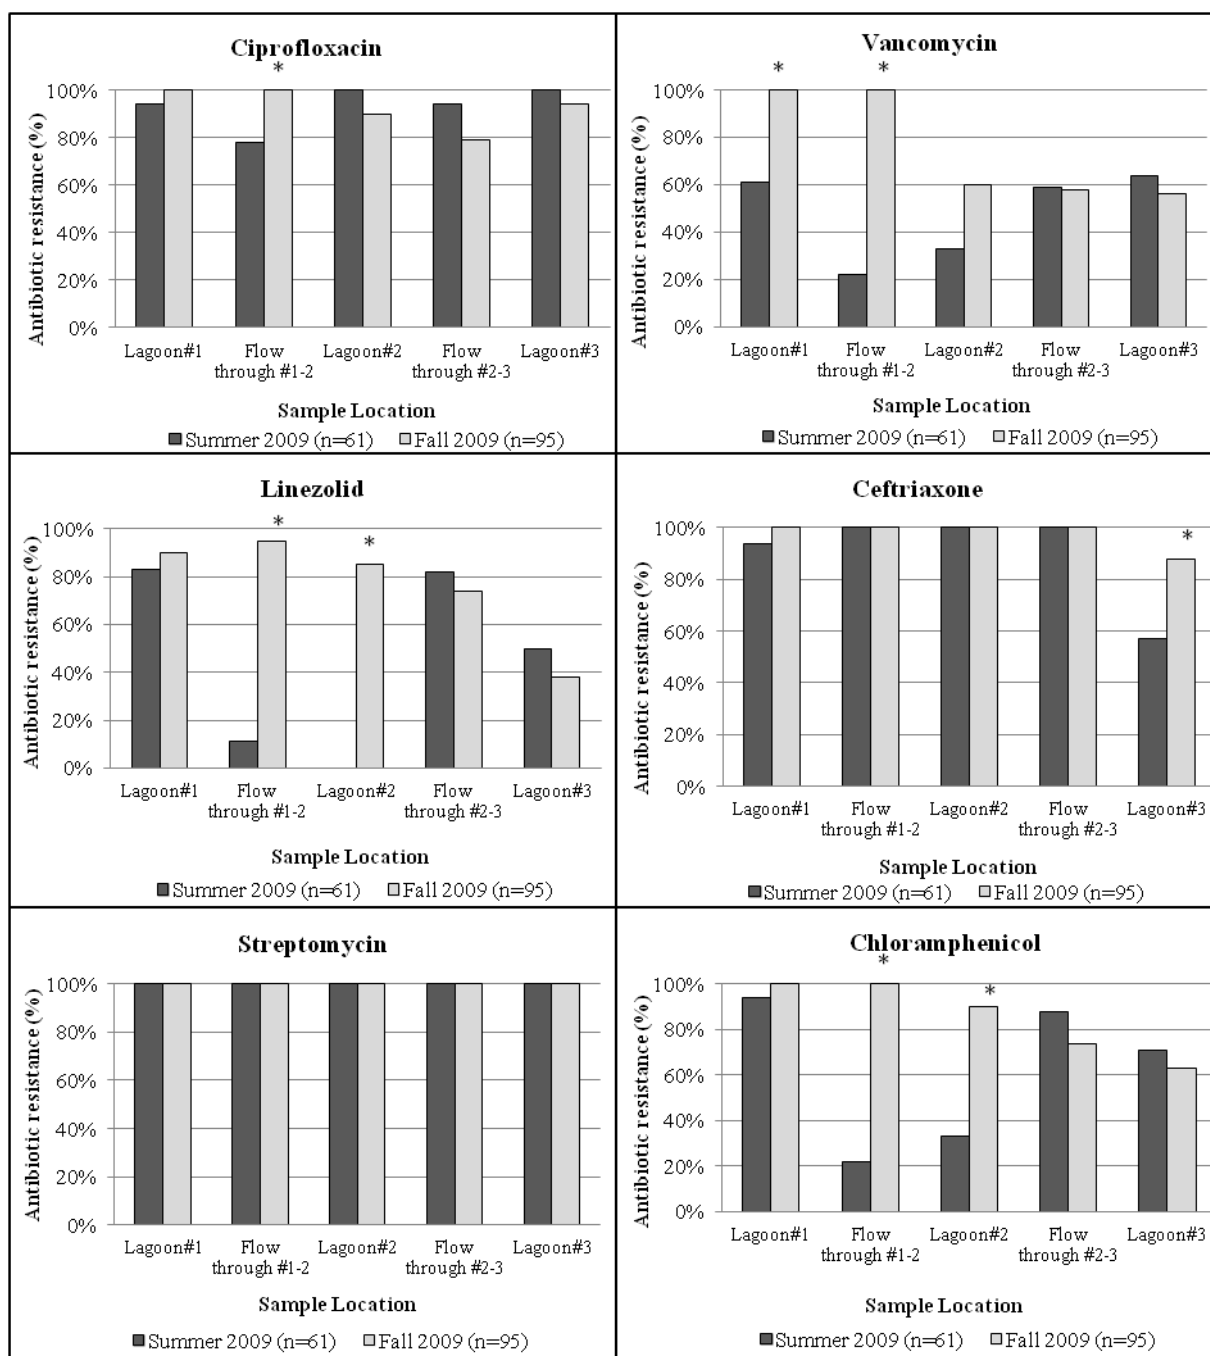 Ciprofloxacin
*
100%
80%
60%
40%
20%
0%
Antibiotic resistance (%)
Lagoon#1 Flow Lagoon#2 Flow Lagoon#3
through #1-2 through #2-3
Sample Location
Summer 2009 (n=61) Fall 2009 (n=95)
Vancomycin
* *
100%
80%
60%
40%
20%
0%
Antibiotic resistance (%)
Lagoon#1 Flow Lagoon#2 Flow Lagoon#3
through #1-2 through #2-3
Sample Location
Summer 2009 (n=61) Fall 2009 (n=95)
Linezolid
* *
100%
80%
60%
40%
20%
0%
Antibiotic resistance (%)
Lagoon#1 Flow Lagoon#2 Flow Lagoon#3
through #1-2 through #2-3
Sample Location
Summer 2009 (n=61) Fall 2009 (n=95)
Ceftriaxone
*
100%
80%
60%
40%
20%
0%
Antibiotic resistance (%)
Lagoon#1 Flow Lagoon#2 Flow Lagoon#3
through #1-2 through #2-3
Sample Location
Summer 2009 (n=61) Fall 2009 (n=95)
Streptomycin
100%
80%
60%
40%
20%
0%
Antibiotic resistance (%)
Lagoon#1 Flow Lagoon#2 Flow Lagoon#3
through #1-2 through #2-3
Sample Location
Summer 2009 (n=61) Fall 2009 (n=95)
Chloramphenicol
* *
100%
80%
60%
40%
20%
0%
Antibiotic resistance (%)
Lagoon#1 Flow Lagoon#2 Flow Lagoon#3
through #1-2 through #2-3
Sample Location
Summer 2009 (n=61) Fall 2009 (n=95)